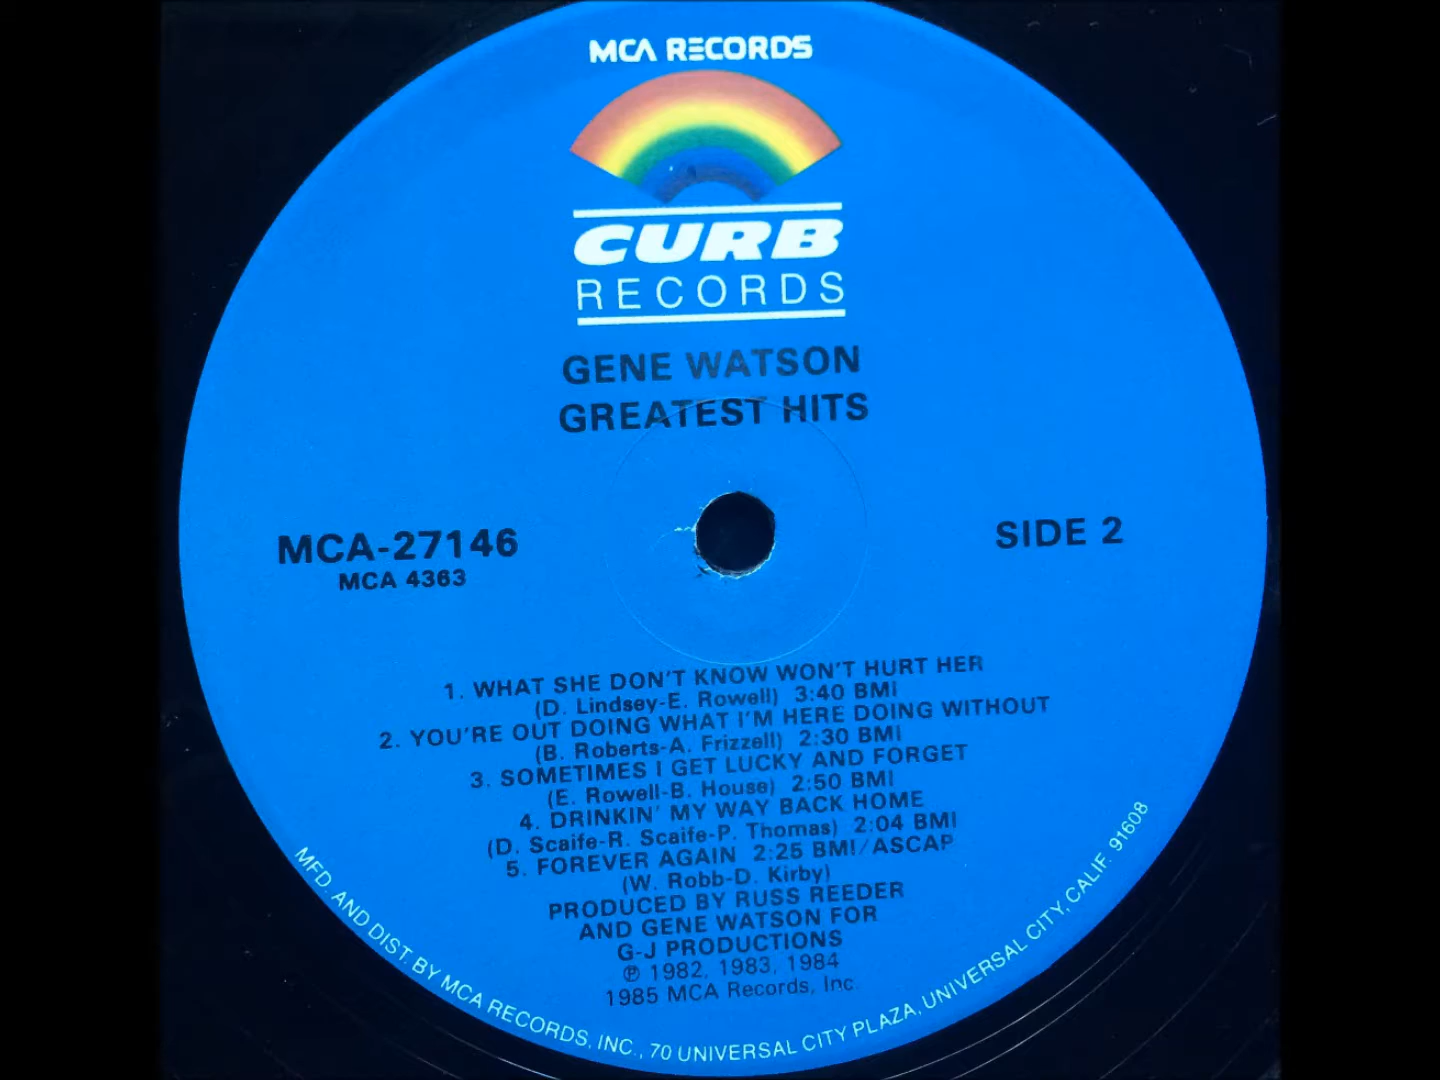 MCA RECORDS
CURB
RECORDS
GENE WATSON
GREATEST HITS
MCA-27146
MCA 4363
SIDE 2
1. WHAT SHE DON'T KNOW WON'T HURT HER
(D. Lindsey-E. Rowell) 3:40 BMI
2. YOU'RE OUT DOING WHAT I'M HERE DOING WITHOUT
(B. Roberts-A. Frizzell) 2:30 BMI
3. SOMETIMES I GET LUCKY AND FORGET
(E. Rowell-B. House) 2:50 BMI
4. DRINKIN' MY WAY BACK HOME
(D. Scaife-R. Scaife-P. Thomas) 2:04 BMI
5. FOREVER AGAIN 2:25 BMI/ASCAP
(W. Robb-D. Kirby)
PRODUCED BY RUSS REEDER
AND GENE WATSON FOR
G-J PRODUCTIONS
℗ 1982, 1983, 1984
1985 MCA Records, Inc.
MFD. AND DIST. BY MCA RECORDS, INC., 70 UNIVERSAL CITY PLAZA, UNIVERSAL CITY, CALIF. 91608